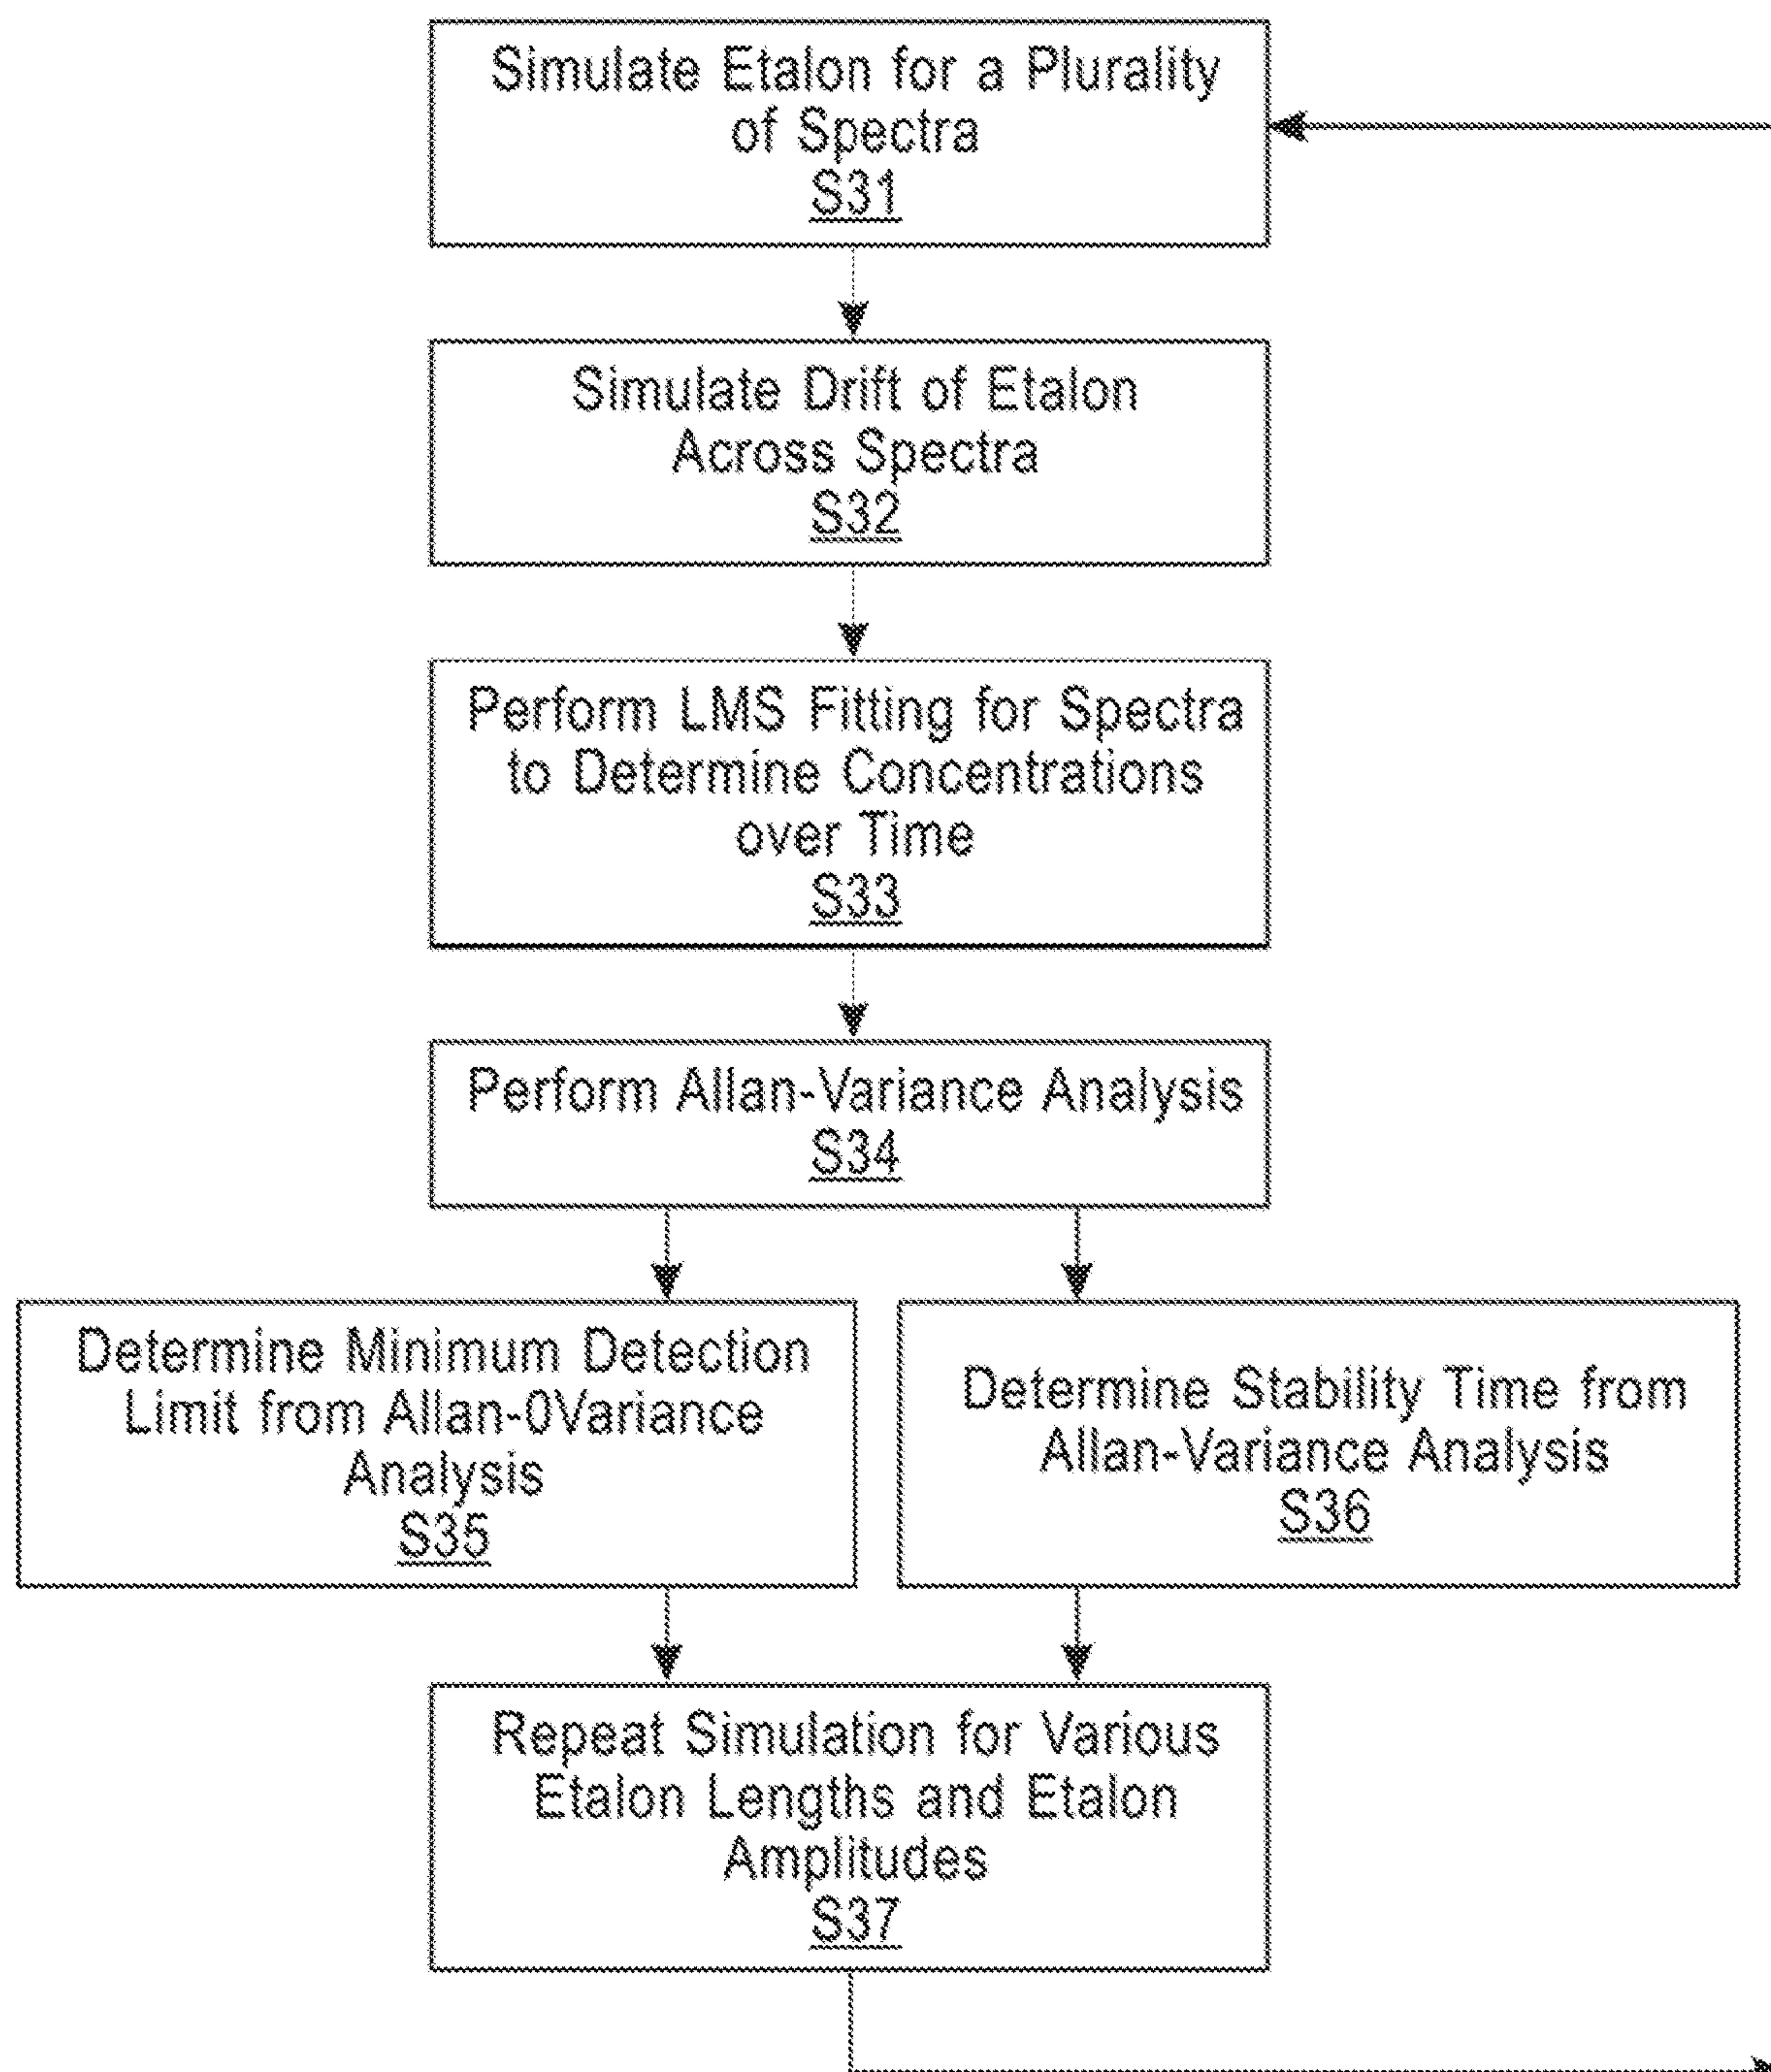 Simulate Etalon for a Plurality
of Spectra
S31
Simulate Drift of Etalon
Across Spectra
S32
Perform LMS Fitting for Spectra
to Determine Concentrations
over Time
S33
Perform Allan-Variance Analysis
S34
Determine Minimum Detection
Limit from Allan-0Variance
Analysis
S35
Determine Stability Time from
Allan-Variance Analysis
S36
Repeat Simulation for Various
Etalon Lengths and Etalon
Amplitudes
S37